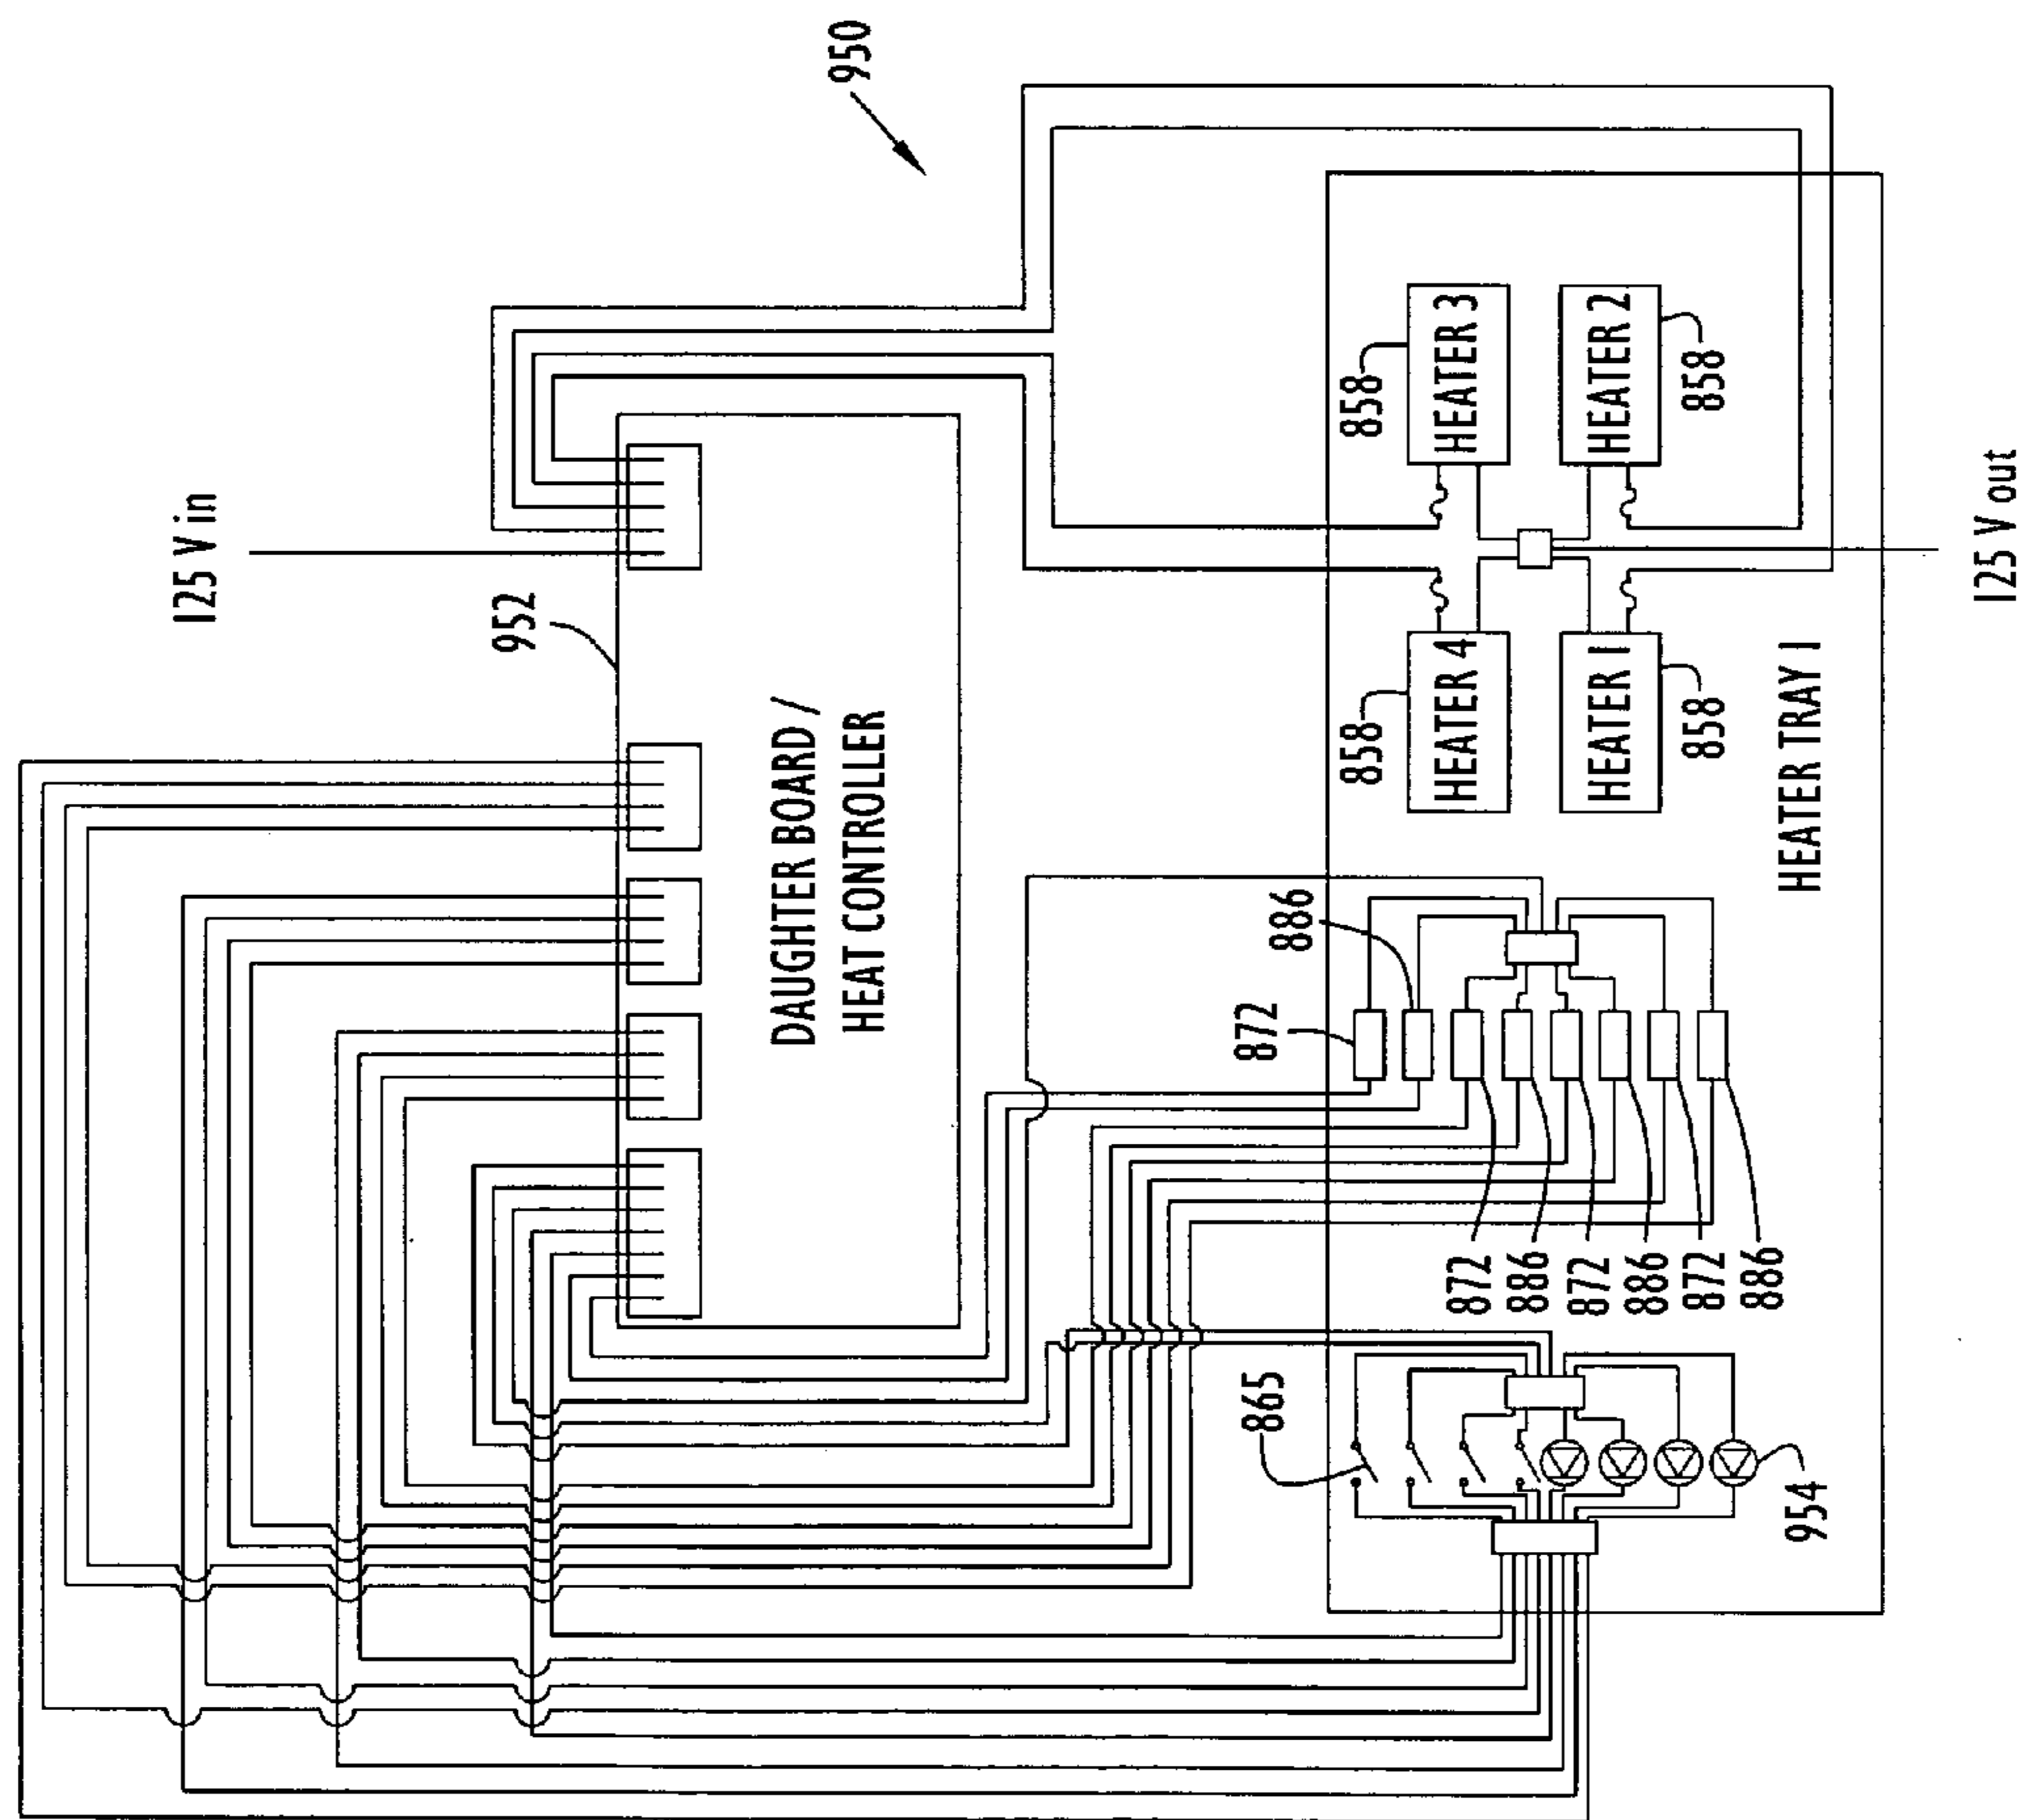 950
125 V in
952
DAUGHTER BOARD /
HEAT CONTROLLER
858
HEATER 3
HEATER 2
858
858
HEATER 4
HEATER 1
858
HEATER TRAY 1
125 V out
872
886
872
886
872
886
872
886
865
954